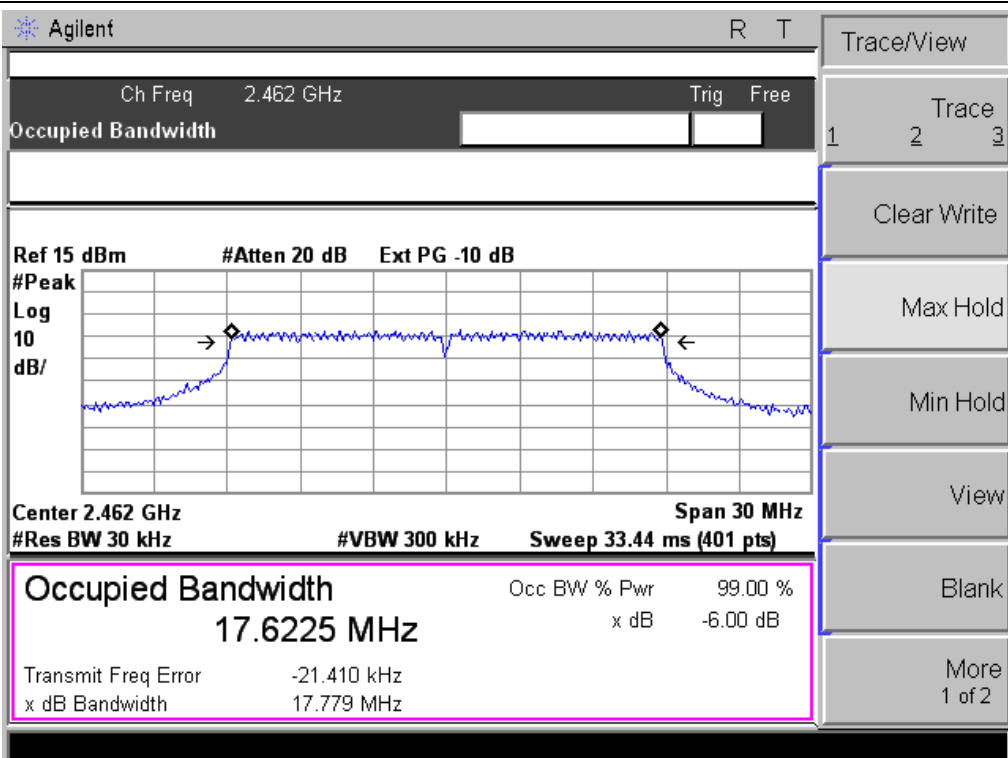 Agilent R T
Trace/View
Ch Freq 2.462 GHz Trig Free
Occupied Bandwidth
Trace
1 2 3
Clear Write
Ref 15 dBm #Atten 20 dB Ext PG -10 dB
#Peak
Log
10
dB/
Max Hold
Min Hold
View
Center 2.462 GHz Span 30 MHz
#Res BW 30 kHz #VBW 300 kHz Sweep 33.44 ms (401 pts)
Occupied Bandwidth Occ BW % Pwr 99.00 %
17.6225 MHz x dB -6.00 dB
Blank
Transmit Freq Error -21.410 kHz
x dB Bandwidth 17.779 MHz
More
1 of 2